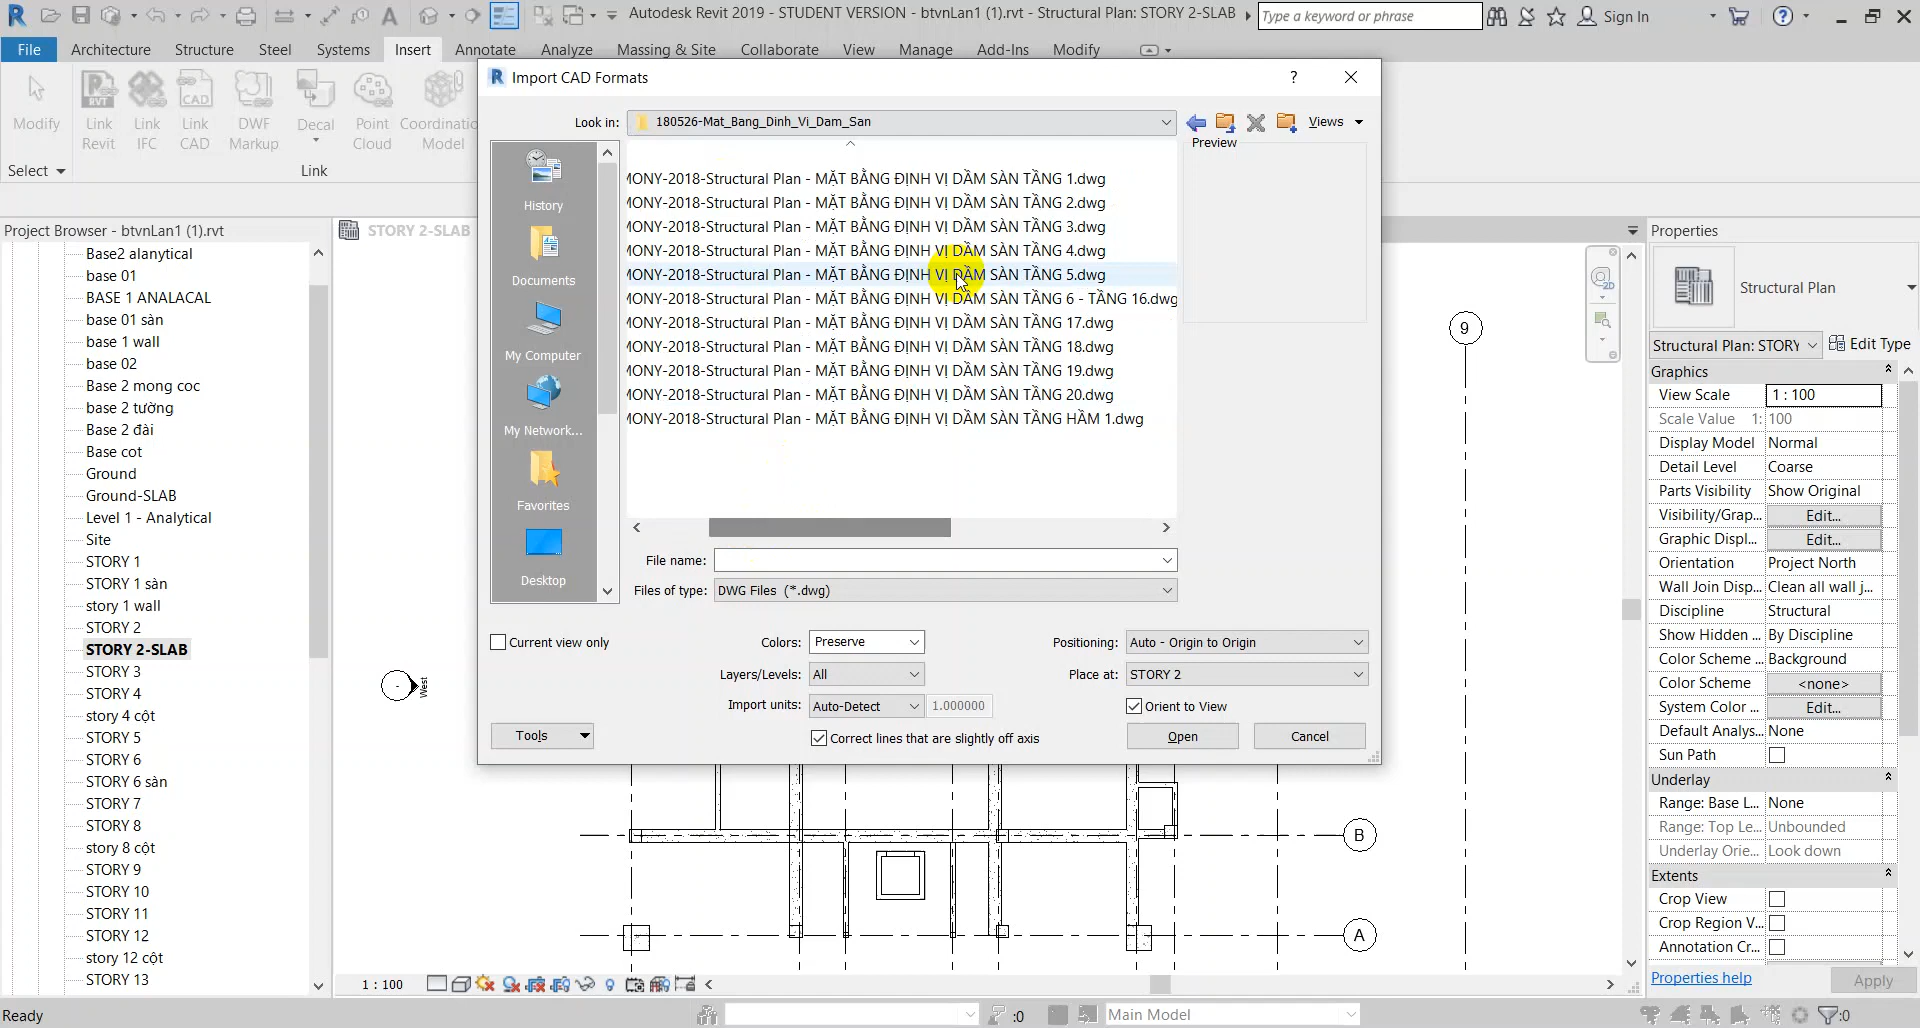 Autodesk Revit 2019 - STUDENT VERSION - btvnLan1 (1).rvt - Structural Plan: STORY 2-SLAB
Type a keyword or phrase
Sign In
File Architecture Structure Steel Systems Insert Annotate Analyze Massing & Site Collaborate View Manage Add-Ins Modify
Modify
Link Revit
Link IFC
Link CAD
DWF Markup
Decal
Point Cloud
Model
Select
Link
Import CAD Formats
Look in: 180526-Mat_Bang_Dinh_Vi_Dam_San
Views
Preview
History
Documents
My Computer
My Network...
Favorites
Desktop
MONY-2018-Structural Plan - MẶT BẰNG ĐỊNH VỊ DẦM SÀN TẦNG 1.dwg
MONY-2018-Structural Plan - MẶT BẰNG ĐỊNH VỊ DẦM SÀN TẦNG 2.dwg
MONY-2018-Structural Plan - MẶT BẰNG ĐỊNH VỊ DẦM SÀN TẦNG 3.dwg
MONY-2018-Structural Plan - MẶT BẰNG ĐỊNH VỊ DẦM SÀN TẦNG 4.dwg
MONY-2018-Structural Plan - MẶT BẰNG ĐỊNH VỊ DẦM SÀN TẦNG 5.dwg
MONY-2018-Structural Plan - MẶT BẰNG ĐỊNH VỊ DẦM SÀN TẦNG 6 - TẦNG 16.dwg
MONY-2018-Structural Plan - MẶT BẰNG ĐỊNH VỊ DẦM SÀN TẦNG 17.dwg
MONY-2018-Structural Plan - MẶT BẰNG ĐỊNH VỊ DẦM SÀN TẦNG 18.dwg
MONY-2018-Structural Plan - MẶT BẰNG ĐỊNH VỊ DẦM SÀN TẦNG 19.dwg
MONY-2018-Structural Plan - MẶT BẰNG ĐỊNH VỊ DẦM SÀN TẦNG 20.dwg
MONY-2018-Structural Plan - MẶT BẰNG ĐỊNH VỊ DẦM SÀN TẦNG HẦM 1.dwg
File name:
Files of type: DWG Files (*.dwg)
Current view only
Colors: Preserve
Positioning: Auto - Origin to Origin
Layers/Levels: All
Place at: STORY 2
Import units: Auto-Detect 1.000000
Orient to View
Tools
Correct lines that are slightly off axis
Open
Cancel
Project Browser - btvnLan1 (1).rvt
Base2 alanytical
base 01
BASE 1 ANALACAL
base 01 sàn
base 1 wall
base 02
Base 2 mong coc
base 2 tường
Base 2 đài
Base cot
Ground
Ground-SLAB
Level 1 - Analytical
Site
STORY 1
STORY 1 sàn
story 1 wall
STORY 2
STORY 2-SLAB
STORY 3
STORY 4
story 4 cột
STORY 5
STORY 6
STORY 6 sàn
STORY 7
STORY 8
story 8 cột
STORY 9
STORY 10
STORY 11
STORY 12
story 12 cột
STORY 13
STORY 2-SLAB
West
9
B
A
2D
Properties
Structural Plan
Structural Plan: STORY
Edit Type
Graphics
View Scale 1 : 100
Scale Value 1: 100
Display Model Normal
Detail Level Coarse
Parts Visibility Show Original
Visibility/Grap... Edit...
Graphic Displ... Edit...
Orientation Project North
Wall Join Disp... Clean all wall j...
Discipline Structural
Show Hidden ... By Discipline
Color Scheme ... Background
Color Scheme <none>
System Color ... Edit...
Default Analys... None
Sun Path
Underlay
Range: Base L... None
Range: Top Le... Unbounded
Underlay Orie... Look down
Extents
Crop View
Crop Region V...
Annotation Cr...
Properties help
Apply
1 : 100
Ready
:0
Main Model
:0